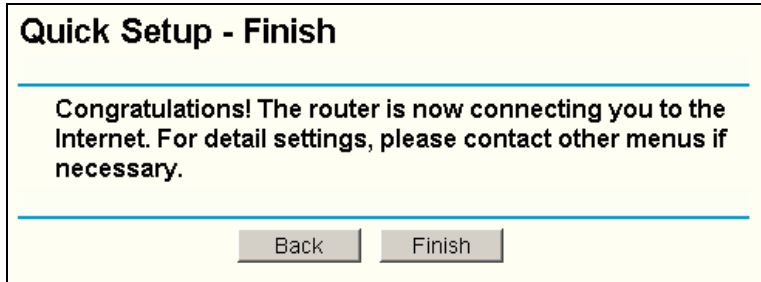 Quick Setup - Finish
Congratulations! The router is now connecting you to the
Internet. For detail settings, please contact other menus if
necessary.
Back Finish